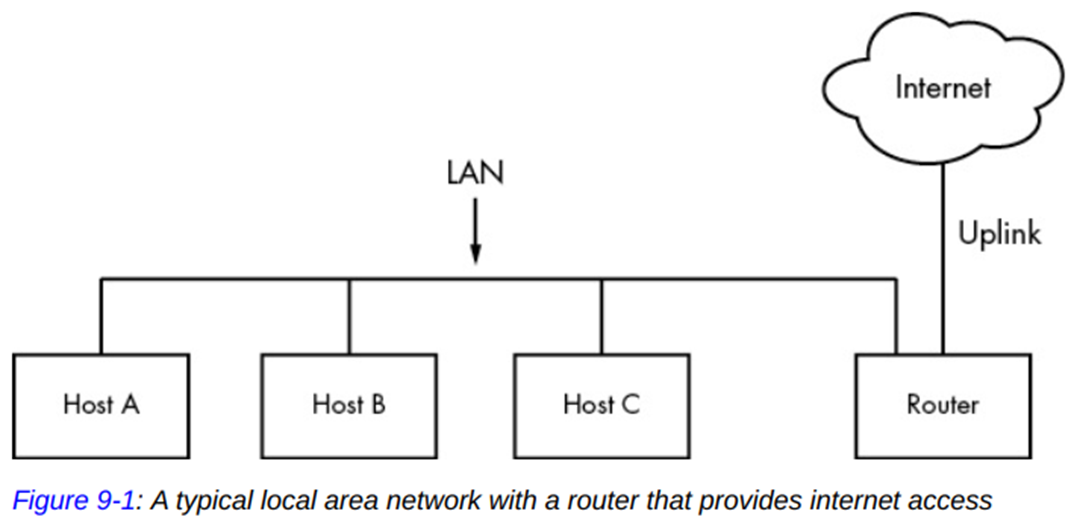 Internet
LAN
Uplink
Host A
Host B
Host C
Router
Figure 9-1: A typical local area network with a router that provides internet access